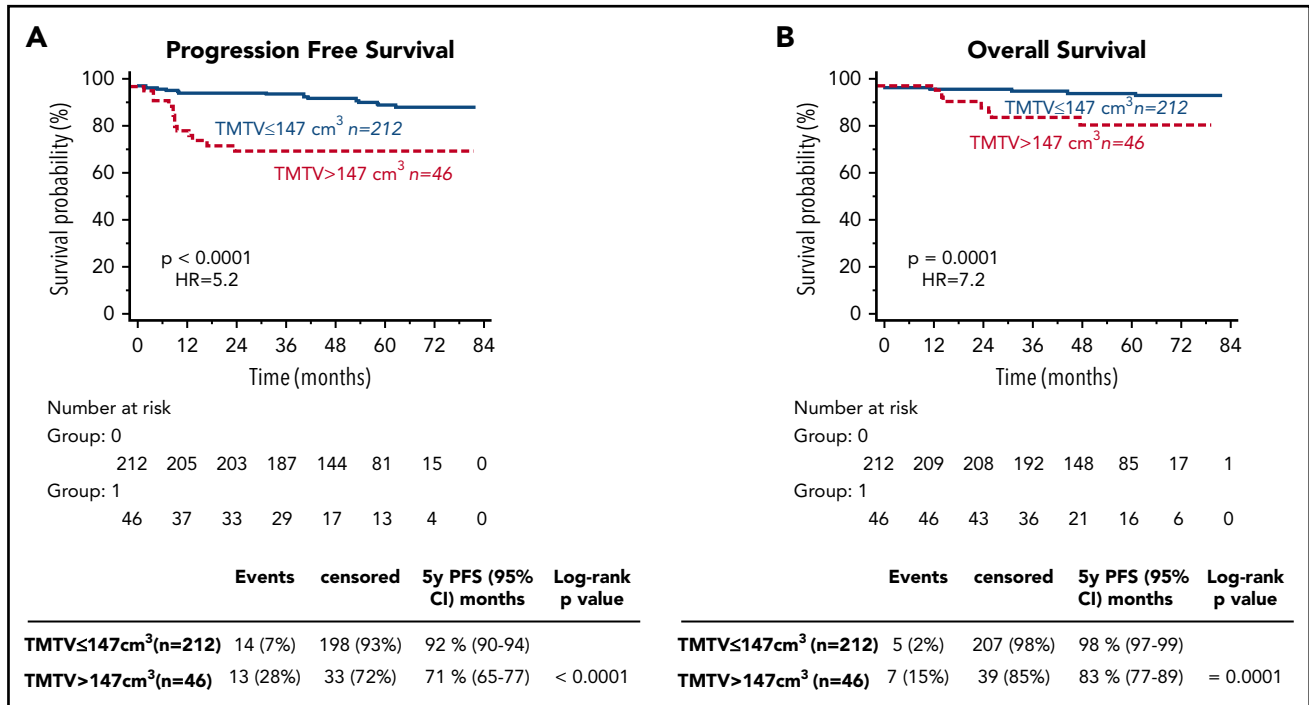 A
Progression Free Survival
Survival probability (%)
100
80
60
40
20
0
TMTV≤147 cm³ n=212
TMTV>147 cm³ n=46
p < 0.0001
HR=5.2
0 12 24 36 48 60 72 84
Time (months)
Number at risk
Group: 0
212 205 203 187 144 81 15 0
Group: 1
46 37 33 29 17 13 4 0
Events censored 5y PFS (95% Log-rank
CI) months p value
TMTV≤147cm³(n=212) 14 (7%) 198 (93%) 92 % (90-94)
TMTV>147cm³(n=46) 13 (28%) 33 (72%) 71 % (65-77) < 0.0001
B
Overall Survival
Survival probability (%)
100
80
60
40
20
0
TMTV≤147 cm³ n=212
TMTV>147 cm³ n=46
p = 0.0001
HR=7.2
0 12 24 36 48 60 72 84
Time (months)
Number at risk
Group: 0
212 209 208 192 148 85 17 1
Group: 1
46 46 43 36 21 16 6 0
Events censored 5y PFS (95% Log-rank
CI) months p value
TMTV≤147cm³ (n=212) 5 (2%) 207 (98%) 98 % (97-99)
TMTV>147cm³ (n=46) 7 (15%) 39 (85%) 83 % (77-89) = 0.0001